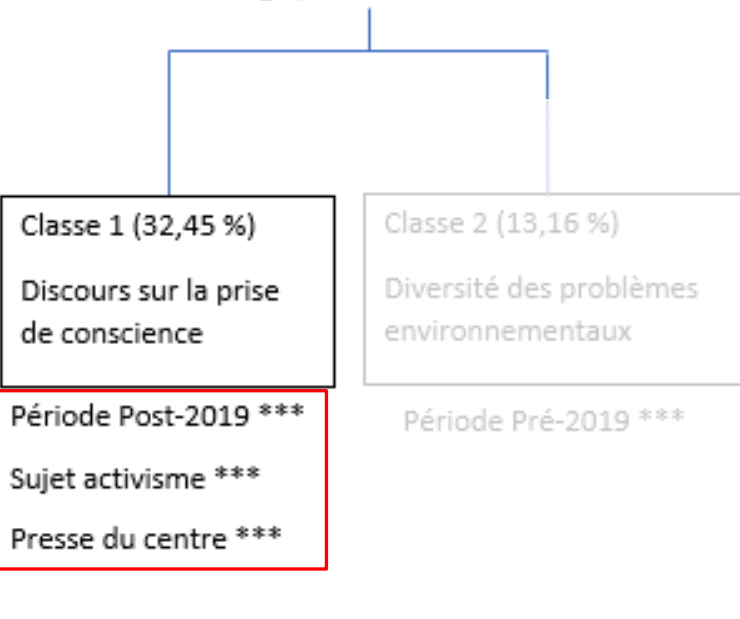 Classe 1 (32,45 %)
Discours sur la prise
de conscience
Période Post-2019 ***
Sujet activisme ***
Presse du centre ***
Classe 2 (13,16 %)
Diversité des problèmes
environnementaux
Période Pré-2019 ***